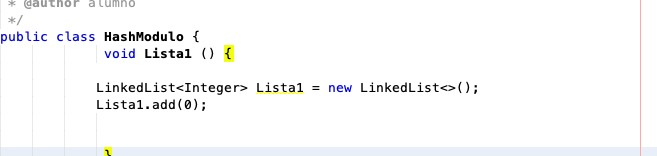 * @author alumno
*/
public class HashModulo {
void Lista1 () {
LinkedList<Integer> Lista1 = new LinkedList<>();
Lista1.add(0);
}